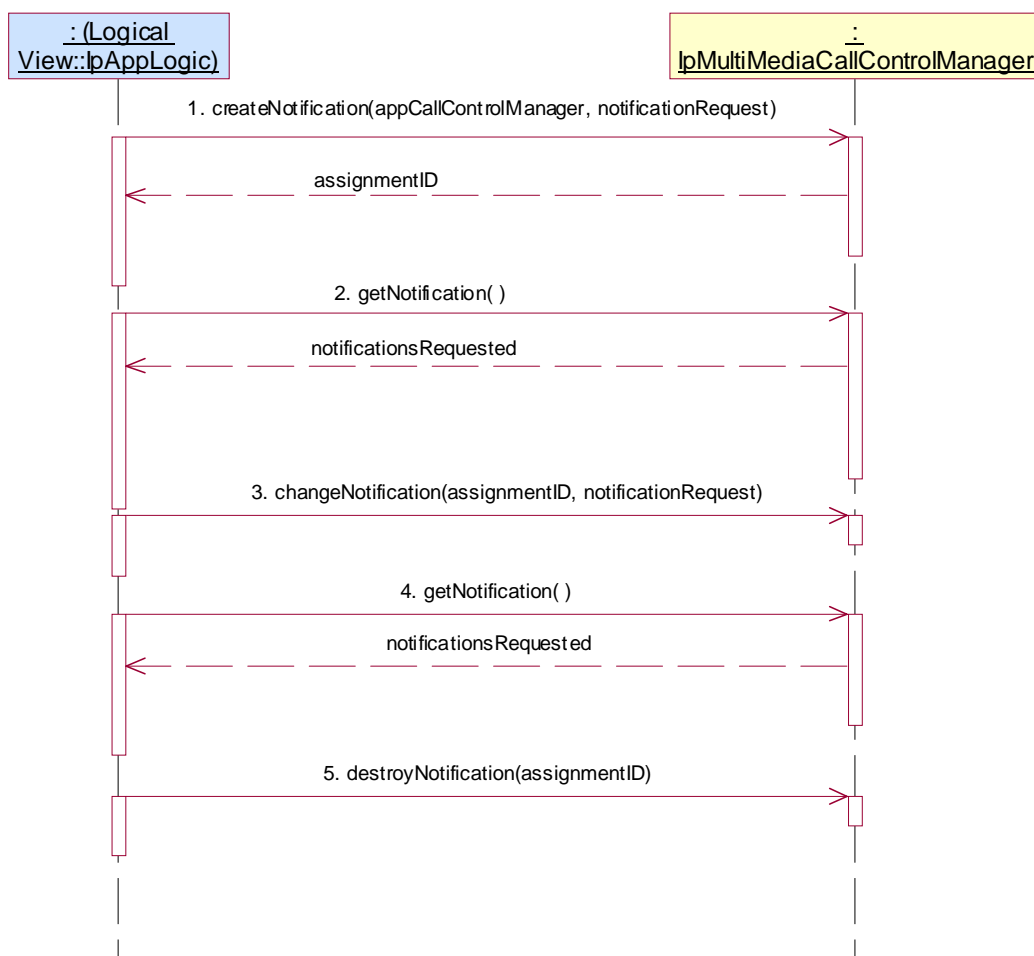 : (Logical
View::IpAppLogic)
:
IpMultiMediaCallControlManager
1. createNotification(appCallControlManager, notificationRequest)
assignmentID
2. getNotification( )
notificationsRequested
3. changeNotification(assignmentID, notificationRequest)
4. getNotification( )
notificationsRequested
5. destroyNotification(assignmentID)